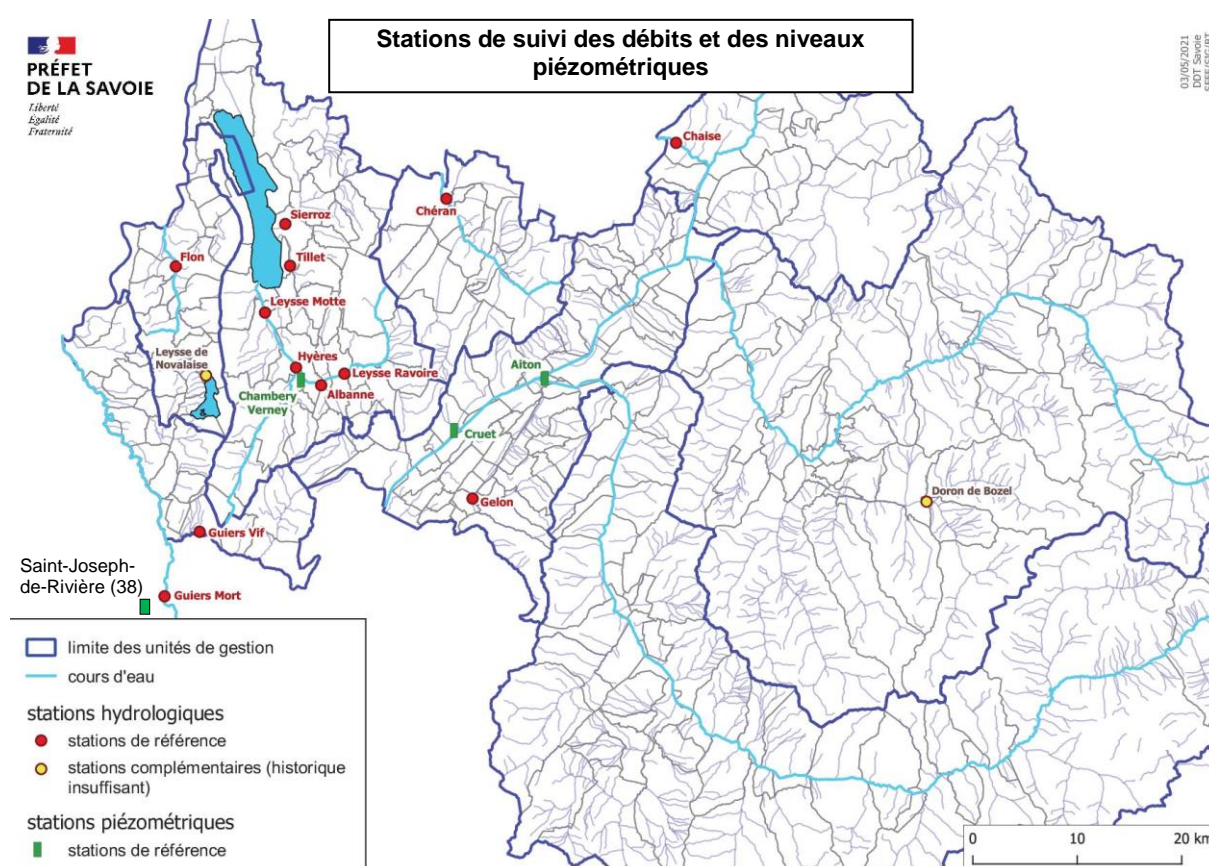 Stations de suivi des débits et des niveaux
piézométriques
PRÉFET
DE LA SAVOIE
Liberté
Égalité
Fraternité
03/05/2021
DDT Savoie
Chaise
Chéran
Sierroz
Flon
Tillet
Leysse Motte
Leysse de
Novalaise
Hyères
Leysse Ravoire
Aiton
Chambery
Verney
Albanne
Cruet
Gelon
Doron de Bozel
Guiers Vif
Saint-Joseph-
de-Rivière (38)
Guiers Mort
limite des unités de gestion
cours d'eau
stations hydrologiques
stations de référence
stations complémentaires (historique
insuffisant)
stations piézométriques
stations de référence
0 10 20 km